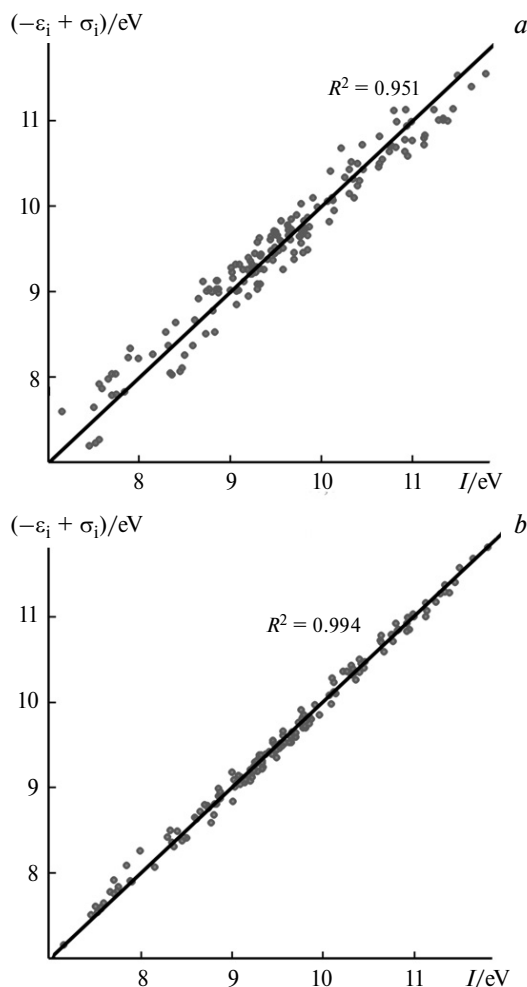 (−εi + σi)/eV a
R² = 0.951
11
10
9
8
8 9 10 11 I/eV
(−εi + σi)/eV b
R² = 0.994
11
10
9
8
8 9 10 11 I/eV